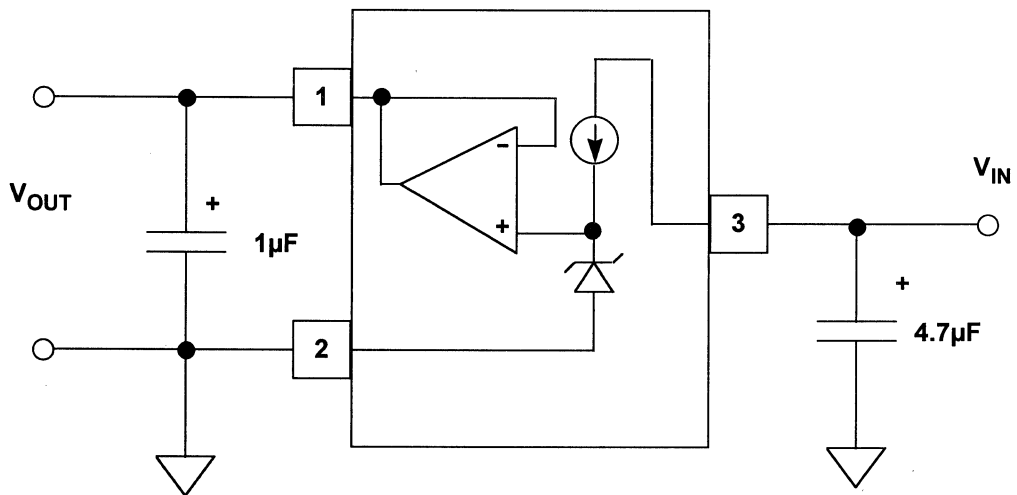 1
-
V_IN
V_OUT
+
1µF
+
3
+
4.7µF
2